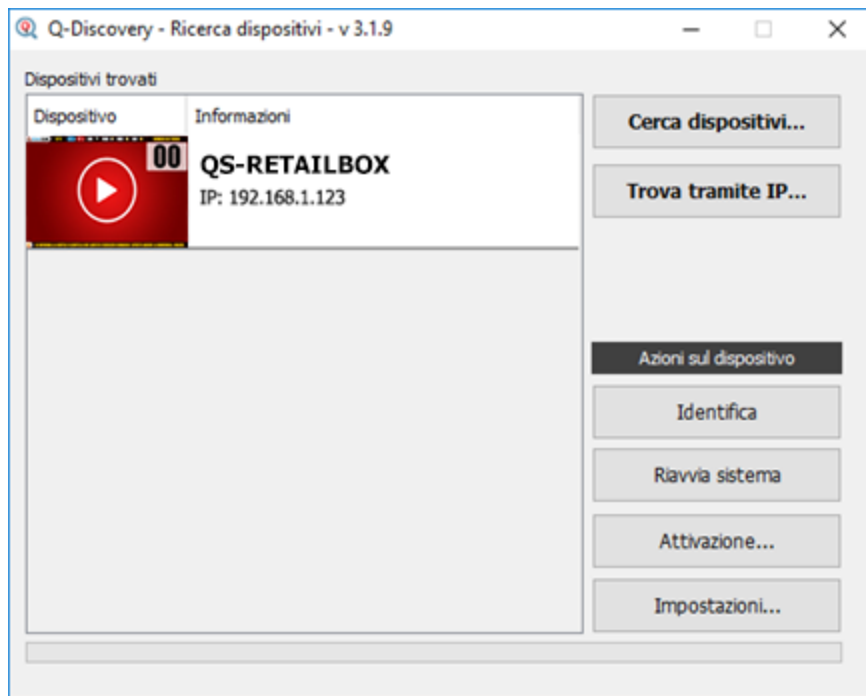 Q-Discovery - Ricerca dispositivi - v 3.1.9
Dispositivi trovati
Dispositivo Informazioni
00
QS-RETAILBOX
IP: 192.168.1.123
Cerca dispositivi...
Trova tramite IP...
Azioni sul dispositivo
Identifica
Riavvia sistema
Attivazione...
Impostazioni...